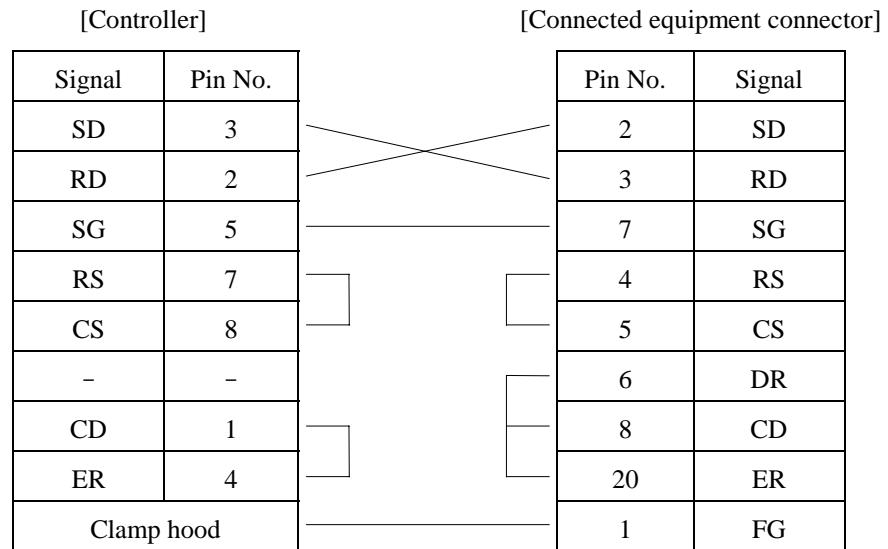 [Controller] [Connected equipment connector]
Signal Pin No. Pin No. Signal
SD 3 2 SD
RD 2 3 RD
SG 5 7 SG
RS 7 4 RS
CS 8 5 CS
– – 6 DR
CD 1 8 CD
ER 4 20 ER
Clamp hood 1 FG